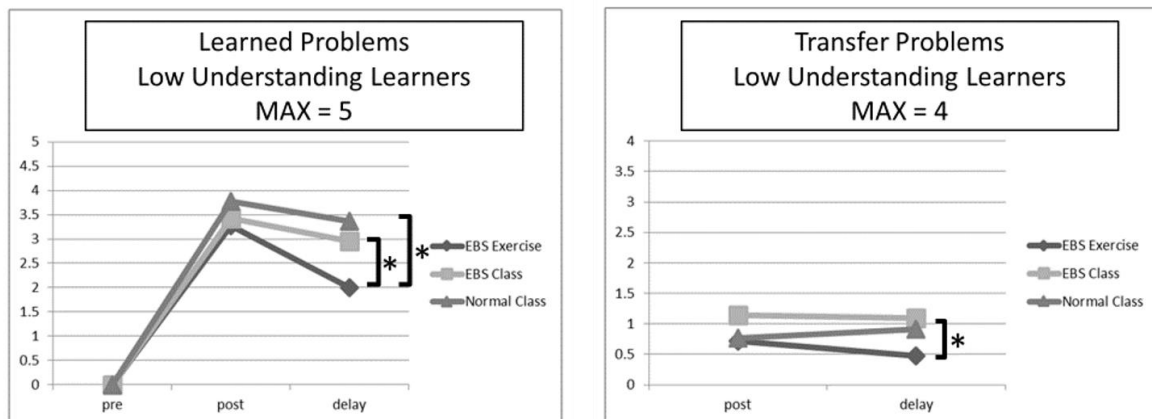 Learned Problems
Low Understanding Learners
MAX = 5
5
4.5
4
3.5
3
2.5
2
1.5
1
0.5
0
pre post delay
EBS Exercise
EBS Class
Normal Class
*
*
Transfer Problems
Low Understanding Learners
MAX = 4
4
3.5
3
2.5
2
1.5
1
0.5
0
post delay
EBS Exercise
EBS Class
Normal Class
*